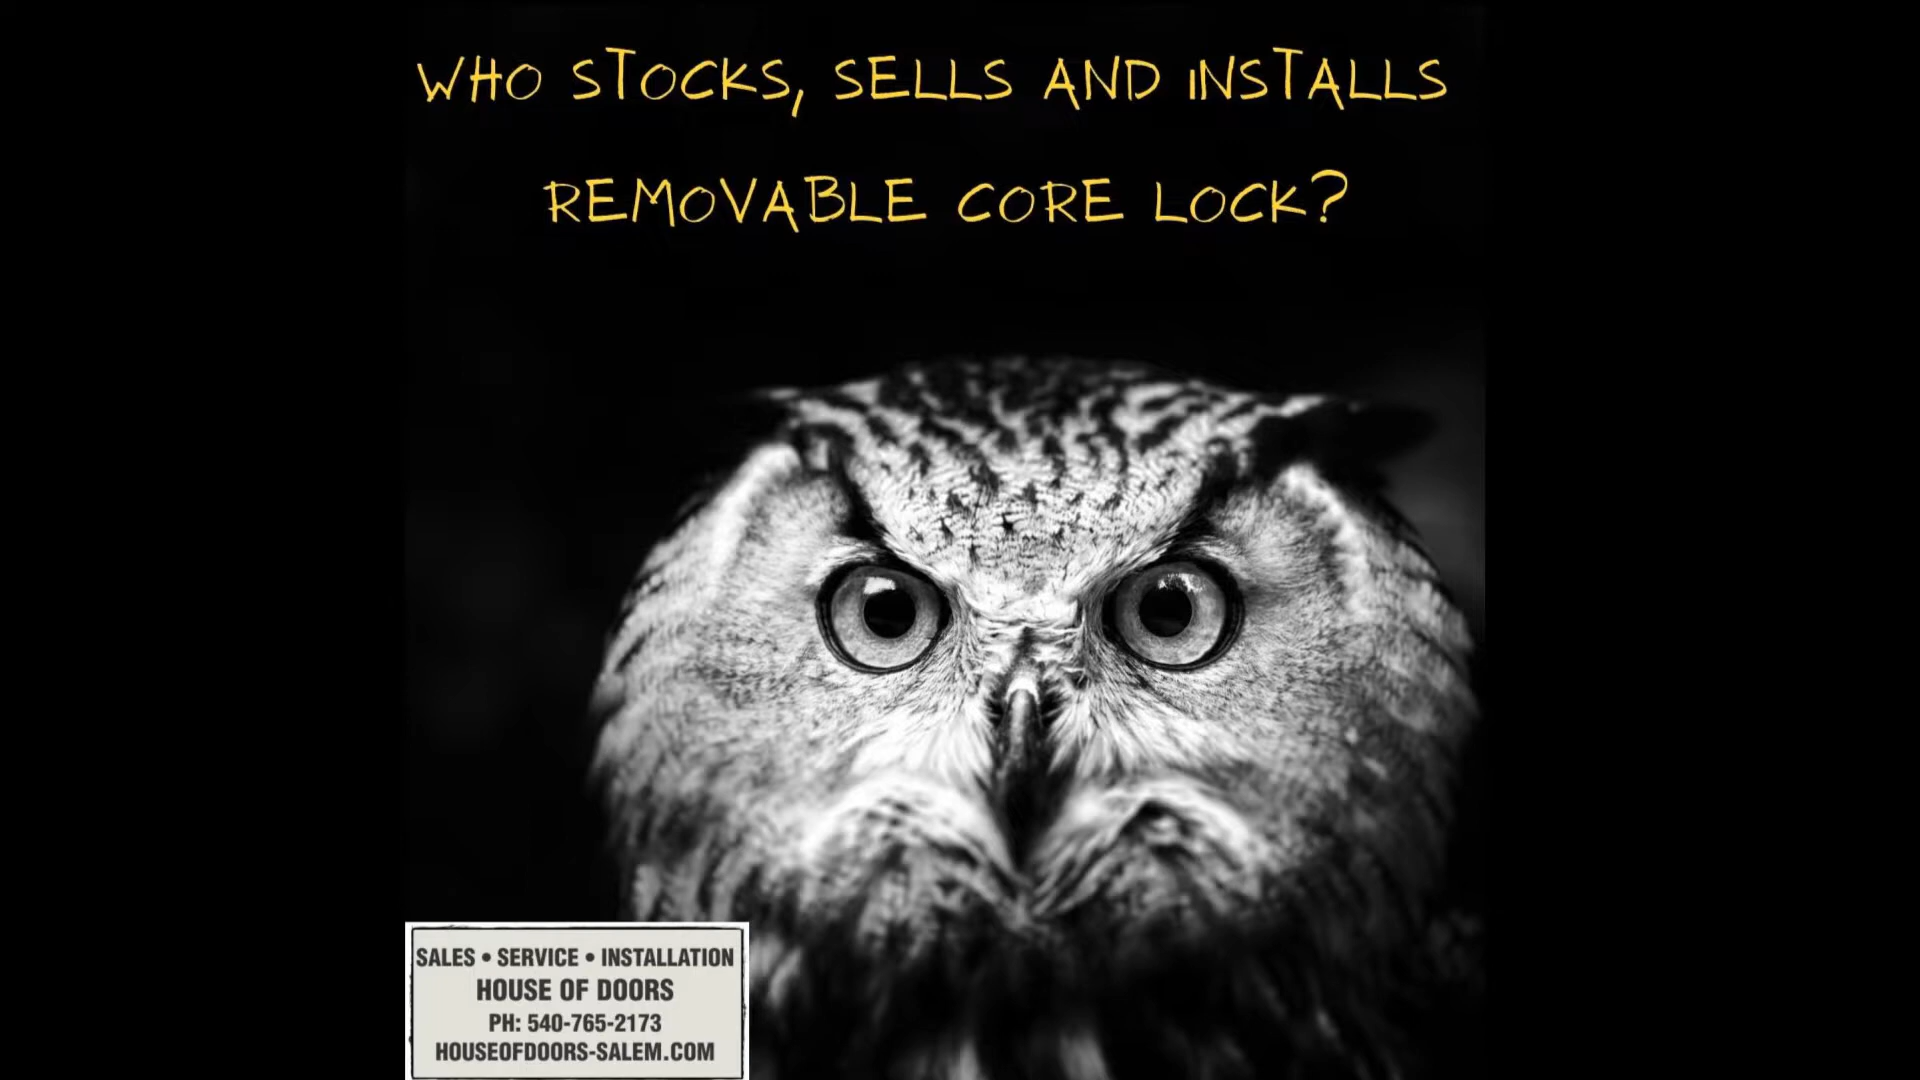 WHO STOCKS, SELLS AND INSTALLS
REMOVABLE CORE LOCK?
SALES • SERVICE • INSTALLATION
HOUSE OF DOORS
PH: 540-765-2173
HOUSEOFDOORS-SALEM.COM